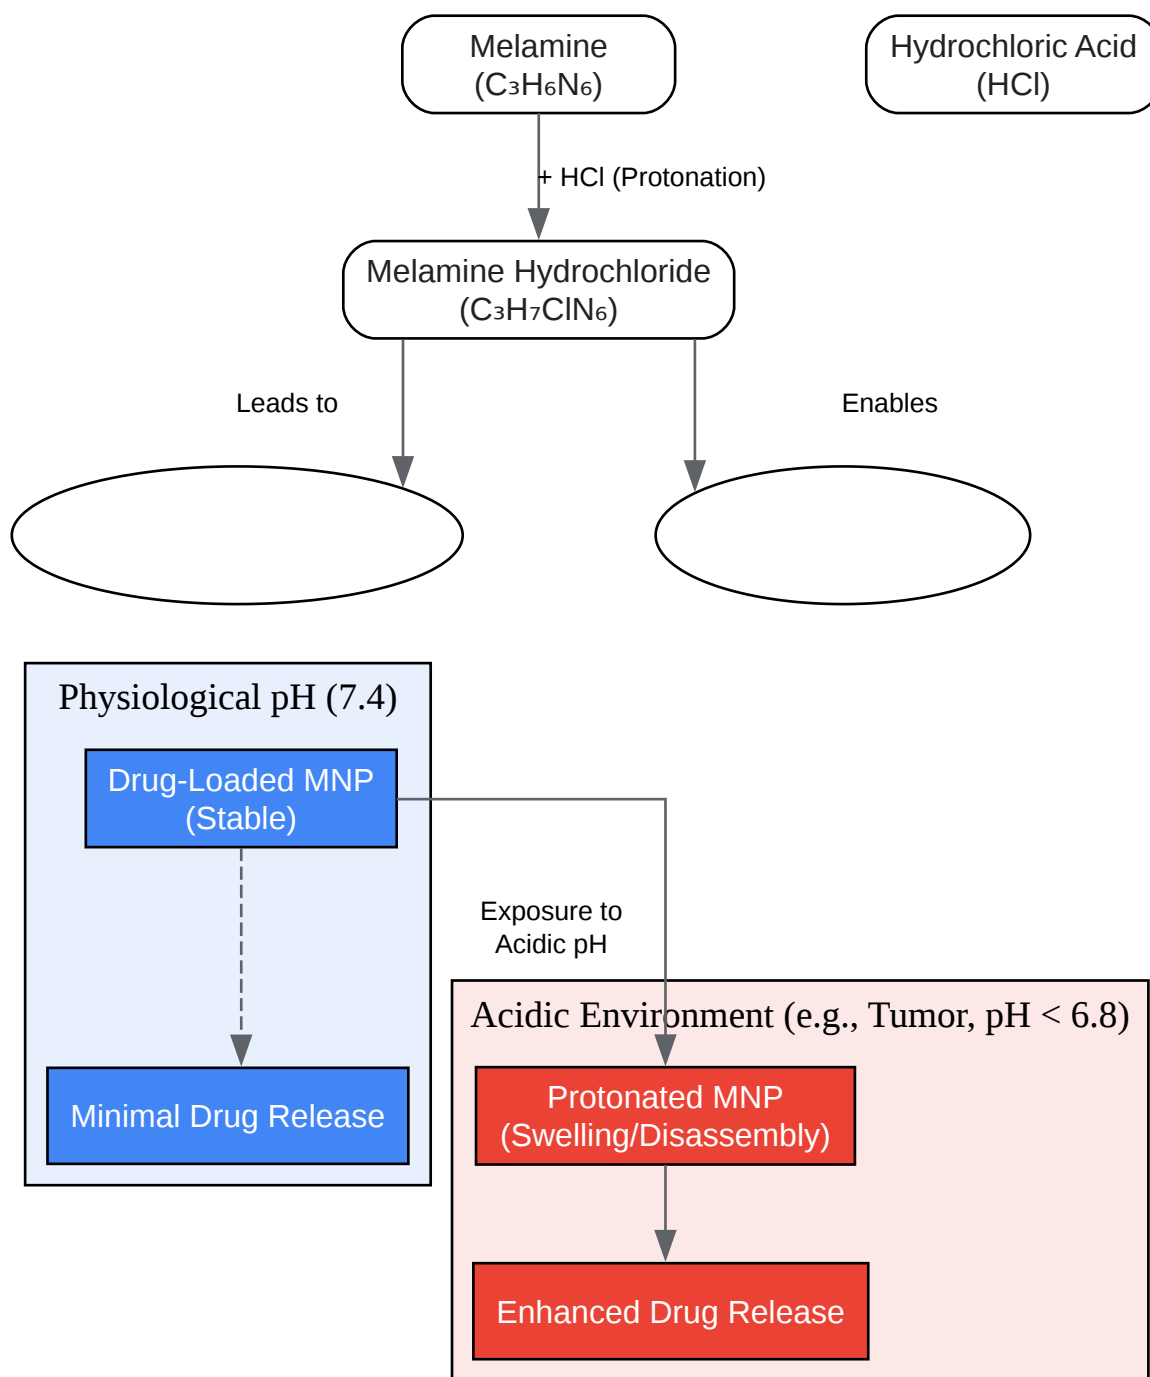 Melamine
(C₃H₆N₆)
Hydrochloric Acid
(HCl)
+ HCl (Protonation)
Melamine Hydrochloride
(C₃H₇ClN₆)
Leads to
Enables
Physiological pH (7.4)
Drug-Loaded MNP
(Stable)
Exposure to
Acidic pH
Acidic Environment (e.g., Tumor, pH < 6.8)
Minimal Drug Release
Protonated MNP
(Swelling/Disassembly)
Enhanced Drug Release